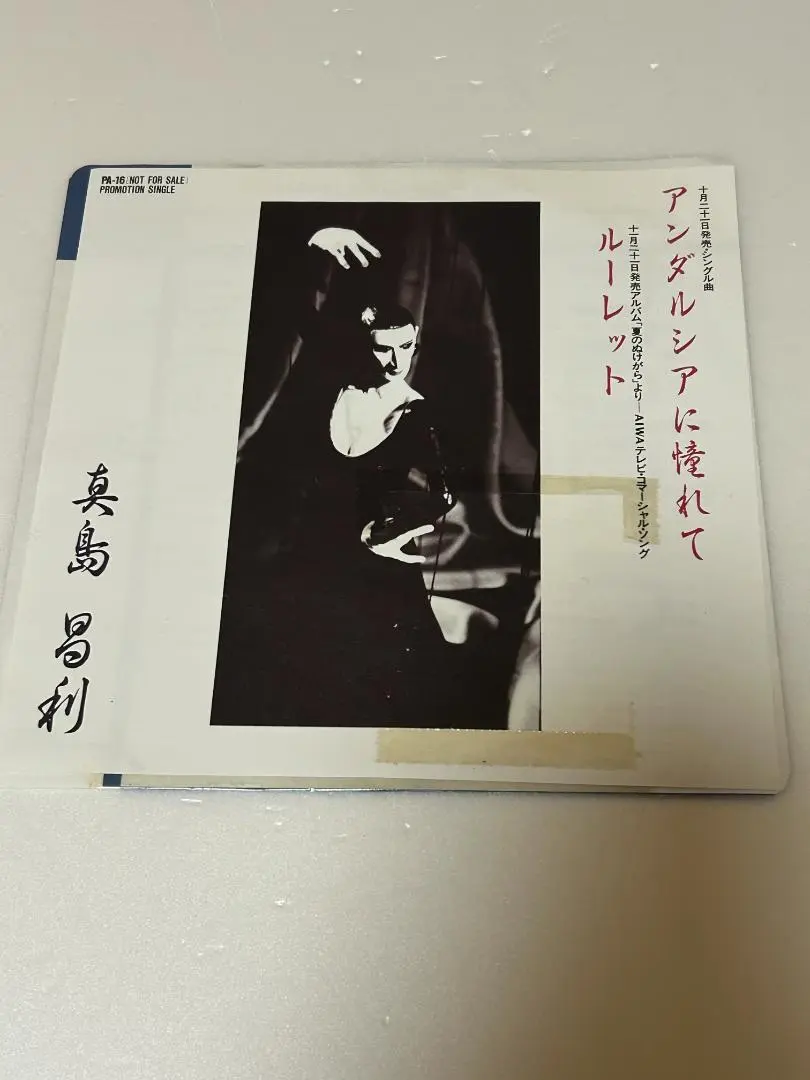 PA-16 [NOT FOR SALE]
PROMOTION SINGLE
十月二十一日発売・シングル曲
アンダルシアに憧れて
十一月二十一日発売アルバム「夏のぬけがら」より―AIWAテレビ・コマーシャル・ソング
ルーレット
真島 昌利